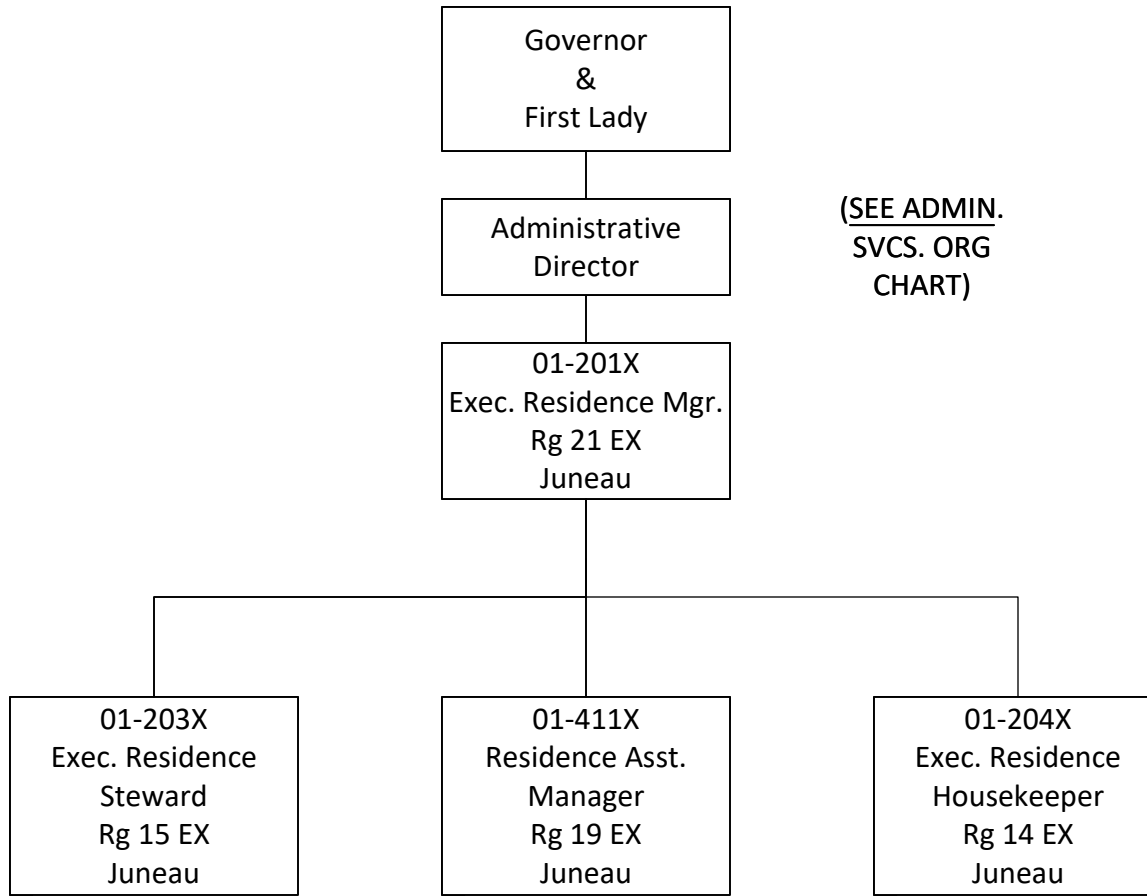 Governor
&
First Lady
Administrative
Director
(SEE ADMIN.
SVCS. ORG
CHART)
01-201X
Exec. Residence Mgr.
Rg 21 EX
Juneau
01-203X
Exec. Residence
Steward
Rg 15 EX
Juneau
01-411X
Residence Asst.
Manager
Rg 19 EX
Juneau
01-204X
Exec. Residence
Housekeeper
Rg 14 EX
Juneau